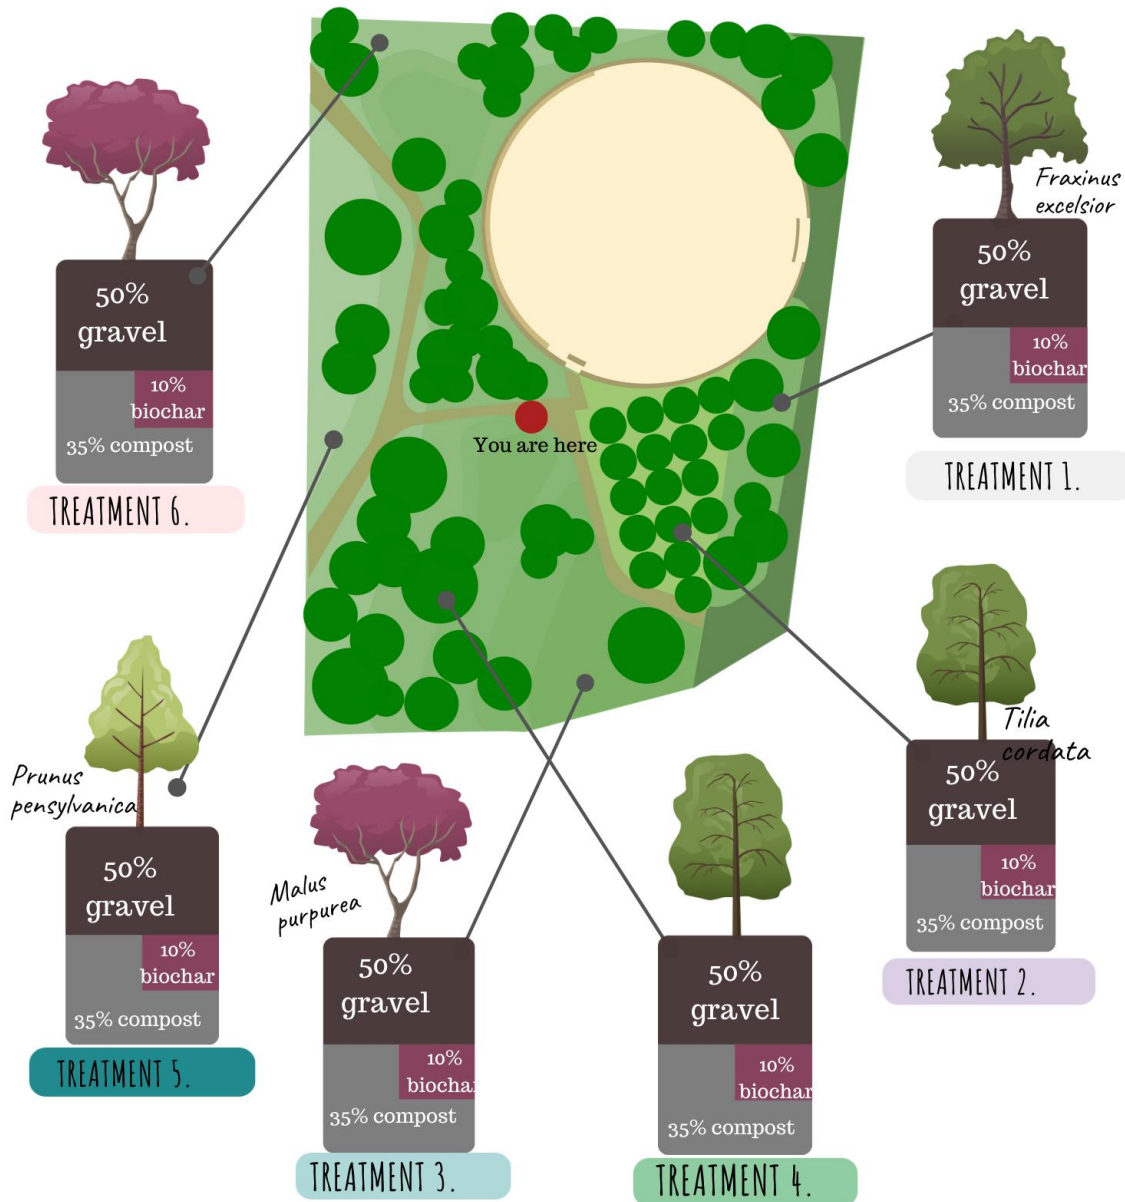 Fraxinus
excelsior
50%
gravel
10%
biochar
35% compost
TREATMENT 1.
50%
gravel
10%
biochar
35% compost
TREATMENT 6.
You are here
Tilia
cordata
50%
gravel
10%
biochar
35% compost
TREATMENT 2.
Prunus
pensylvanica
50%
gravel
10%
biochar
35% compost
TREATMENT 5.
Malus
purpurea
50%
gravel
10%
biochar
35% compost
TREATMENT 3.
50%
gravel
10%
biochar
35% compost
TREATMENT 4.